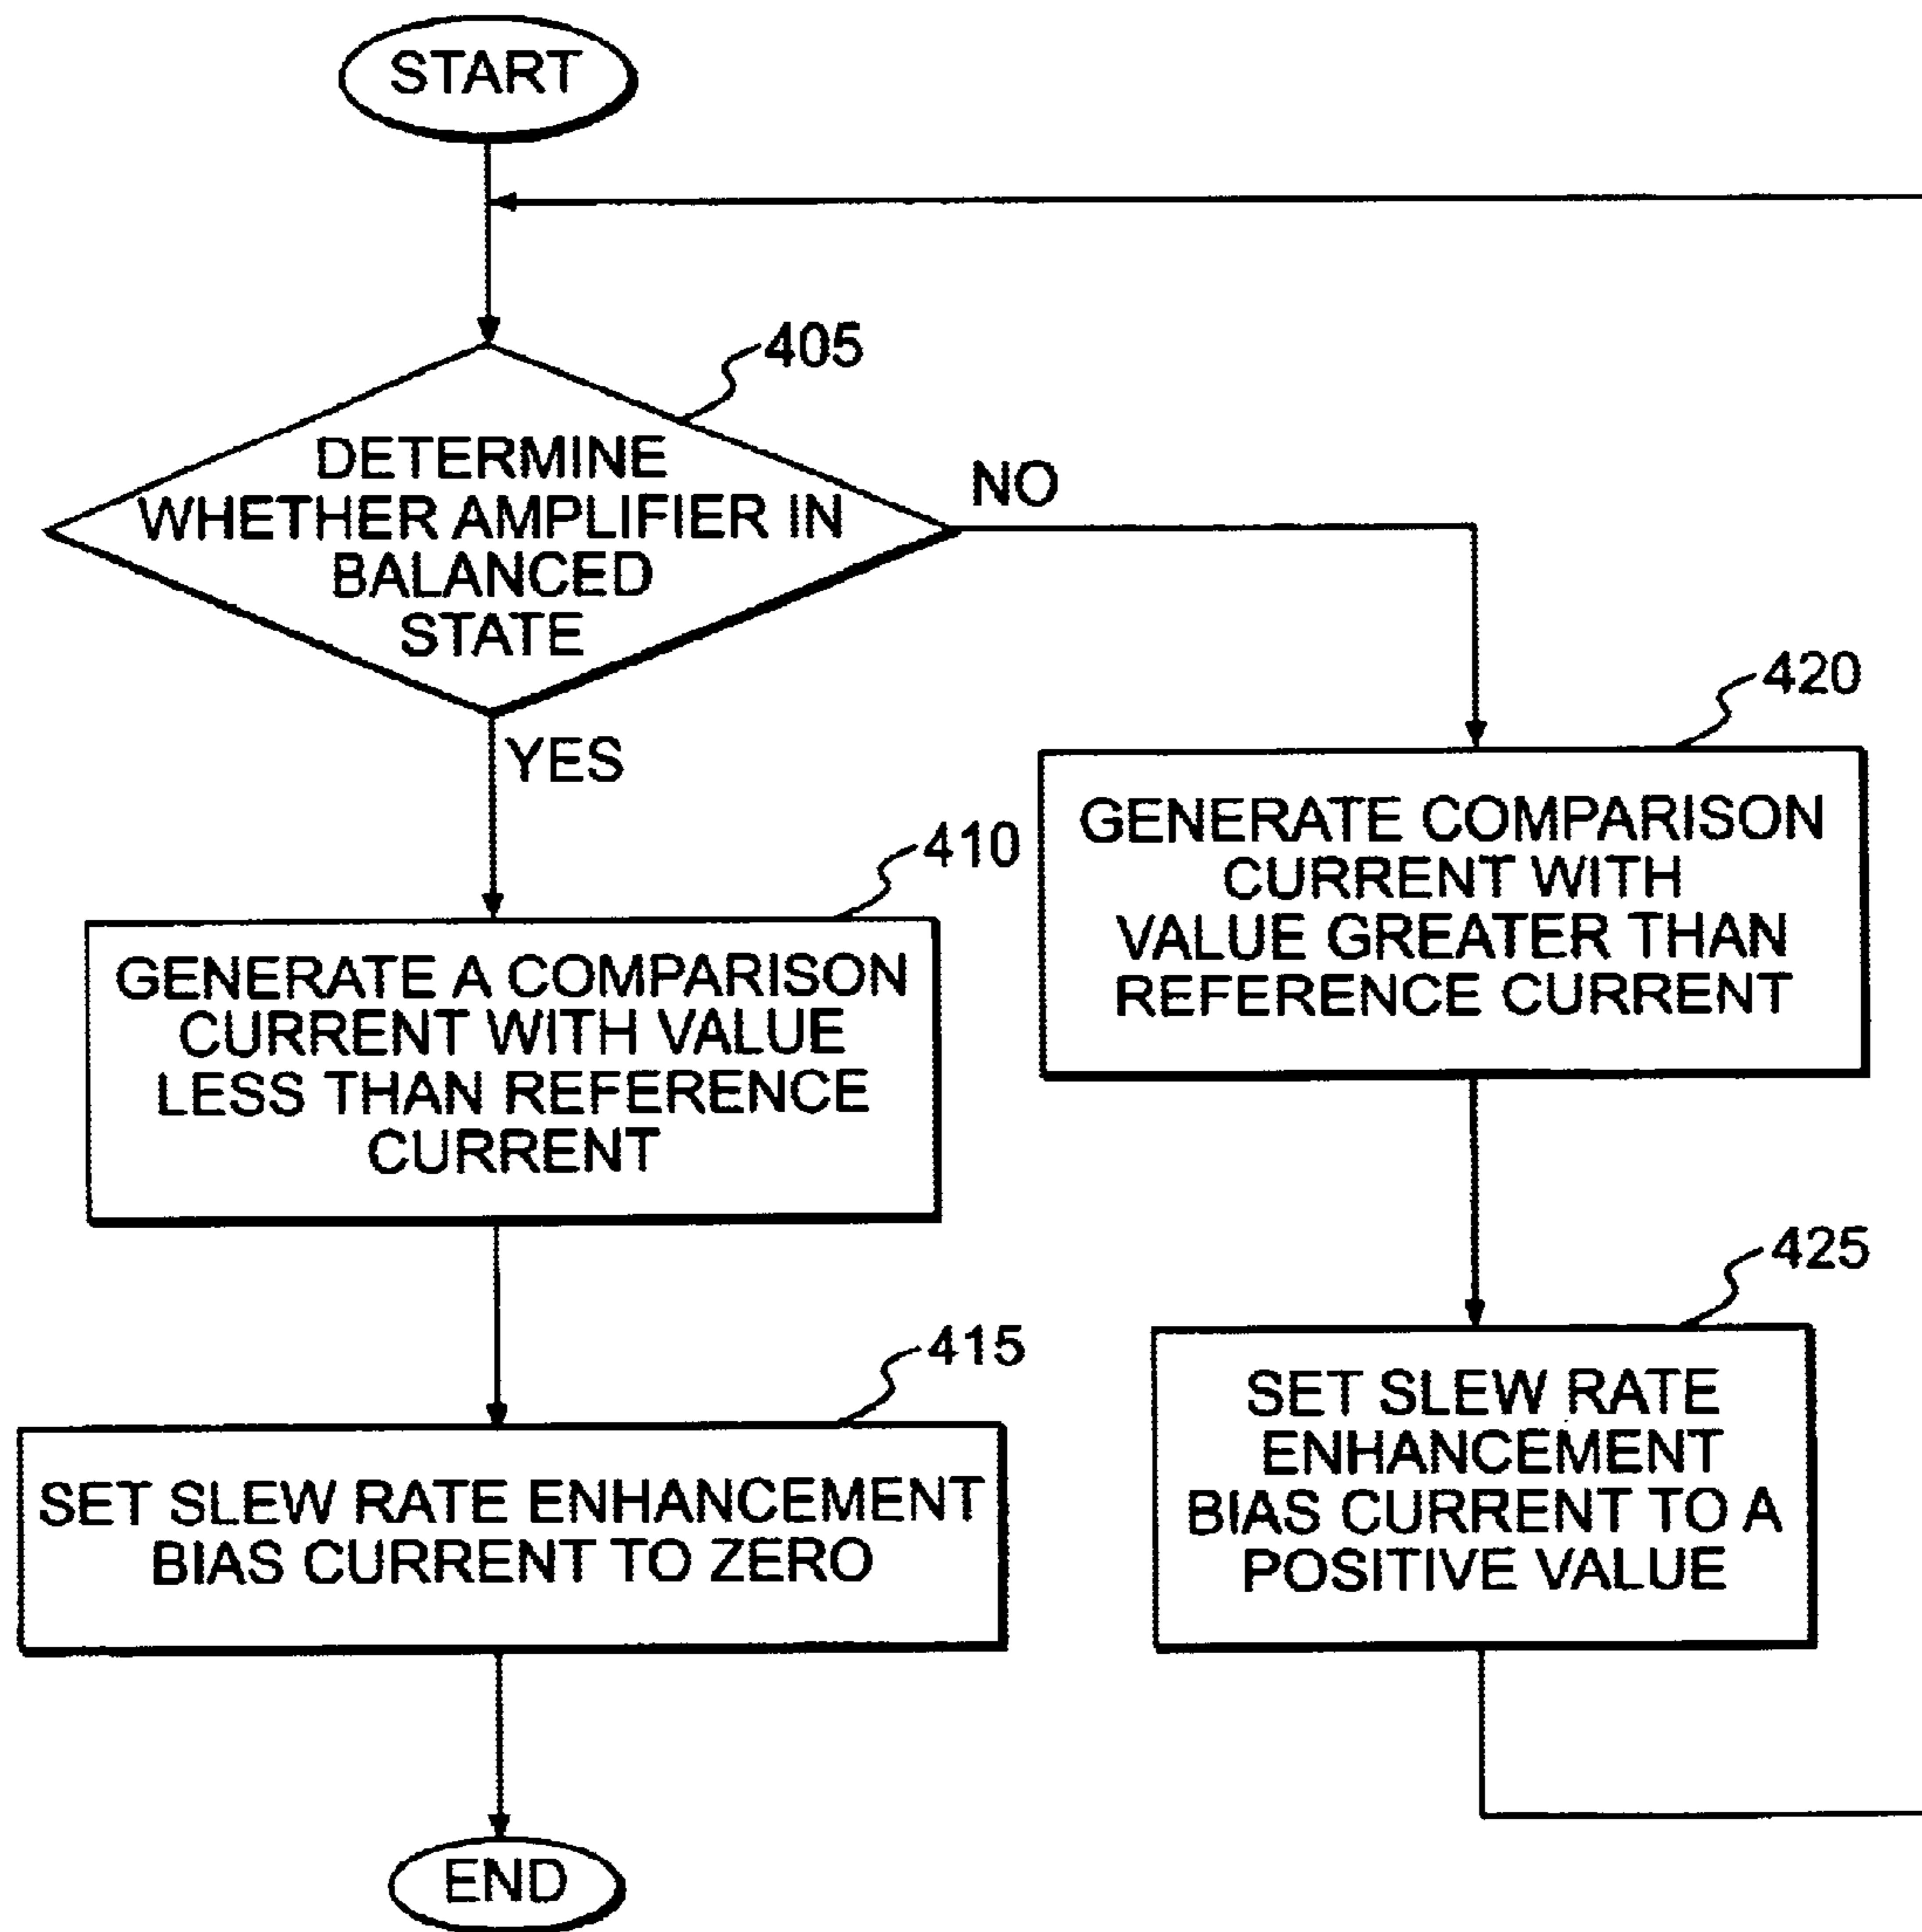 START
405
DETERMINE
WHETHER AMPLIFIER IN
BALANCED
STATE
NO
YES
420
GENERATE COMPARISON
CURRENT WITH
VALUE GREATER THAN
REFERENCE CURRENT
410
GENERATE A COMPARISON
CURRENT WITH VALUE
LESS THAN REFERENCE
CURRENT
425
SET SLEW RATE
ENHANCEMENT
BIAS CURRENT TO A
POSITIVE VALUE
415
SET SLEW RATE ENHANCEMENT
BIAS CURRENT TO ZERO
END